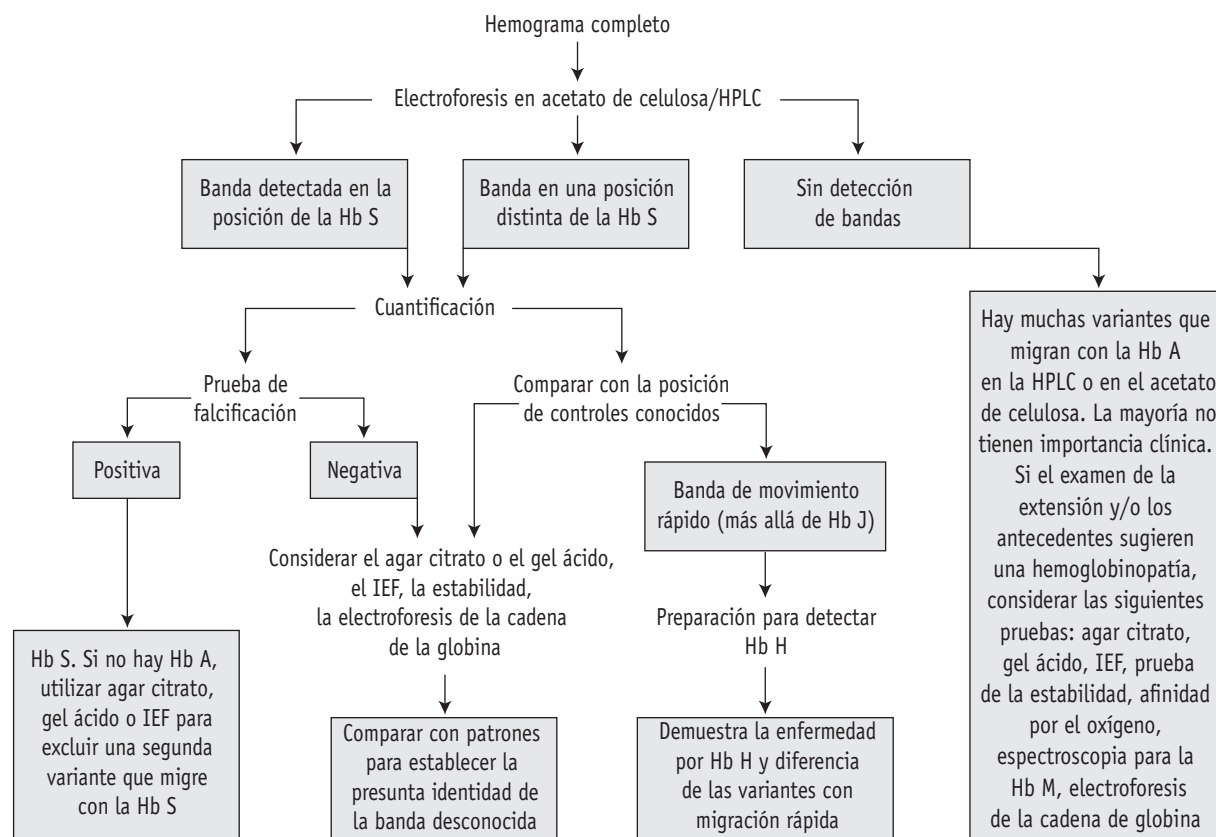 Hemograma completo
Electroforesis en acetato de celulosa/HPLC
Banda detectada en la
posición de la Hb S
Banda en una posición
distinta de la Hb S
Sin detección
de bandas
Cuantificación
Prueba de
falcificación
Comparar con la posición
de controles conocidos
Positiva
Negativa
Banda de movimiento
rápido (más allá de Hb J)
Considerar el agar citrato o el gel ácido,
el IEF, la estabilidad,
la electroforesis de la cadena
de la globina
Preparación para detectar
Hb H
Hb S. Si no hay Hb A,
utilizar agar citrato,
gel ácido o IEF para
excluir una segunda
variante que migre
con la Hb S
Comparar con patrones
para establecer la
presunta identidad de
la banda desconocida
Demuestra la enfermedad
por Hb H y diferencia
de las variantes con
migración rápida
Hay muchas variantes que
migran con la Hb A
en la HPLC o en el acetato
de celulosa. La mayoría no
tienen importancia clínica.
Si el examen de la
extensión y/o los
antecedentes sugieren
una hemoglobinopatía,
considerar las siguientes
pruebas: agar citrato,
gel ácido, IEF, prueba
de la estabilidad, afinidad
por el oxígeno,
espectroscopia para la
Hb M, electroforesis
de la cadena de globina